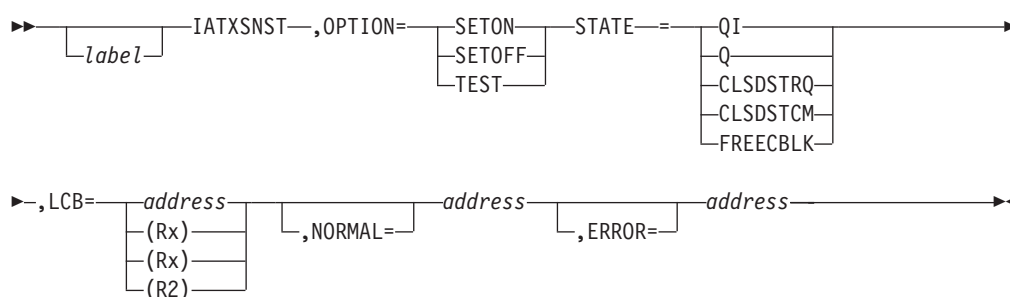 label IATXSNST ,OPTION= SETON STATE = QI
SETOFF Q
TEST CLSDSTRQ
CLSDSTCM
FREECBLK
,LCB= address ,NORMAL= address ,ERROR= address
(Rx)
(Rx)
(R2)